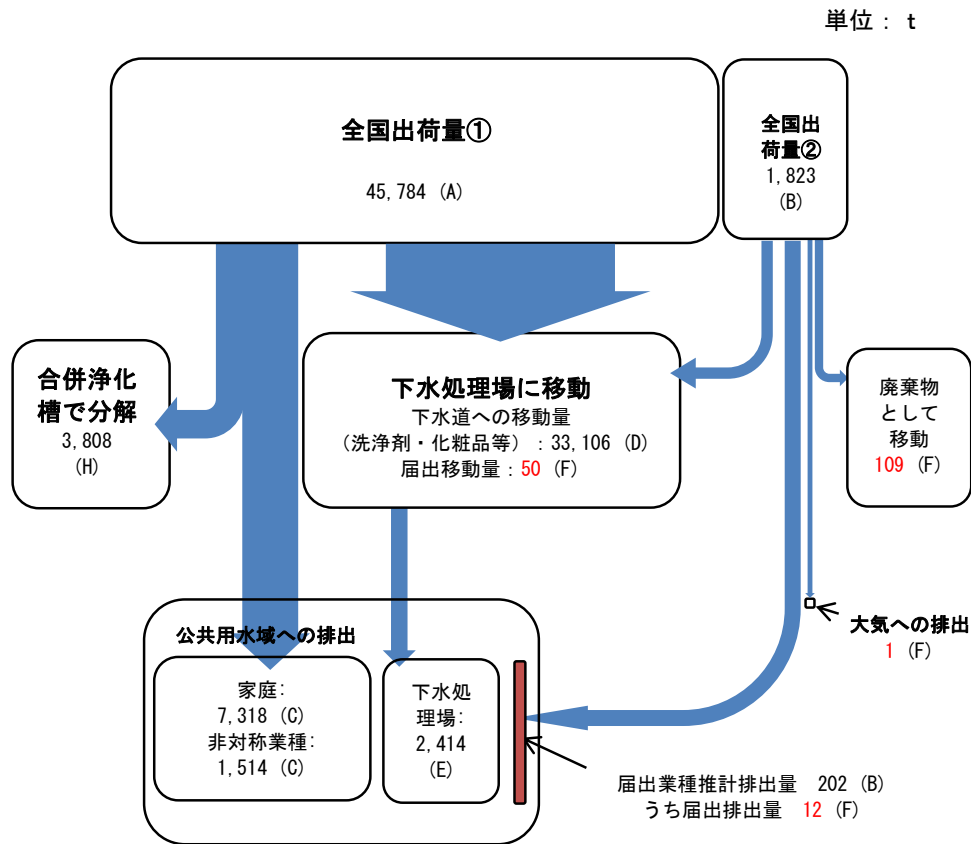 単位：t
全国出荷量①
45,784 (A)
全国出
荷量②
1,823
(B)
合併浄化
槽で分解
3,808
(H)
下水処理場に移動
下水道への移動量
（洗浄剤・化粧品等）：33,106 (D)
届出移動量：50 (F)
廃棄物
として
移動
109 (F)
大気への排出
1 (F)
公共用水域への排出
家庭:
7,318 (C)
非対称業種:
1,514 (C)
下水処
理場:
2,414
(E)
届出業種推計排出量 202 (B)
うち届出排出量 12 (F)